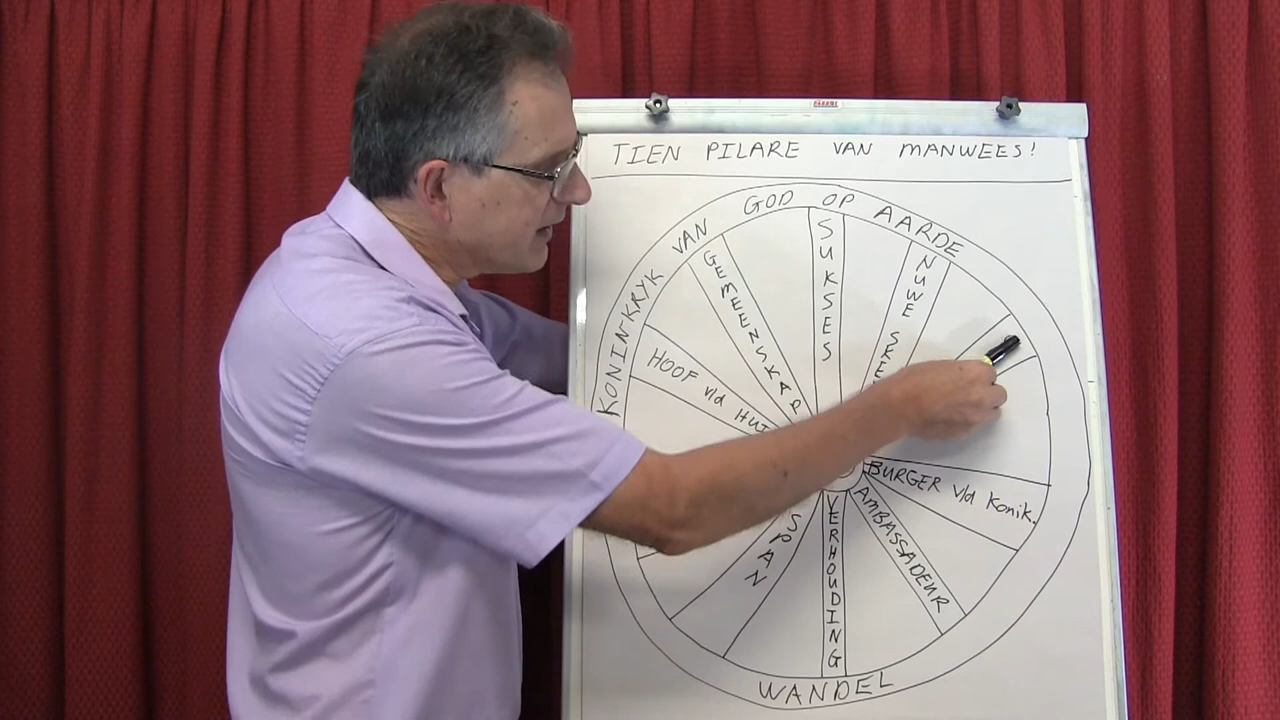 TIEN PILARE VAN MANWEES!
KONINKRYK VAN GOD OP AARDE
SUKSES
NUWE
GEMEENSKAP
HOOF v/d
BURGER v/d Konik.
AMBASSADEUR
VERHOUDING
SPAN
WANDEL